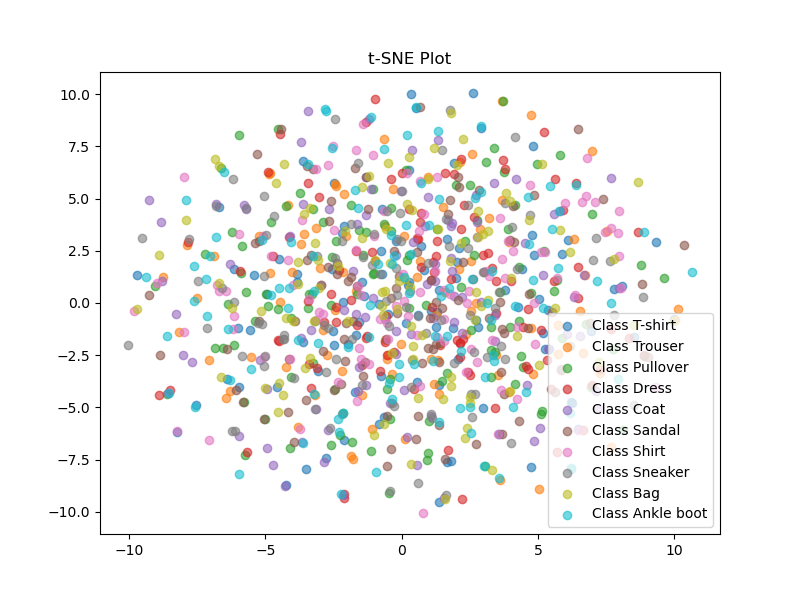 t-SNE Plot
10.0
7.5
5.0
2.5
0.0
−2.5
−5.0
−7.5
−10.0
−10
−5
0
5
10
Class T-shirt
Class Trouser
Class Pullover
Class Dress
Class Coat
Class Sandal
Class Shirt
Class Sneaker
Class Bag
Class Ankle boot